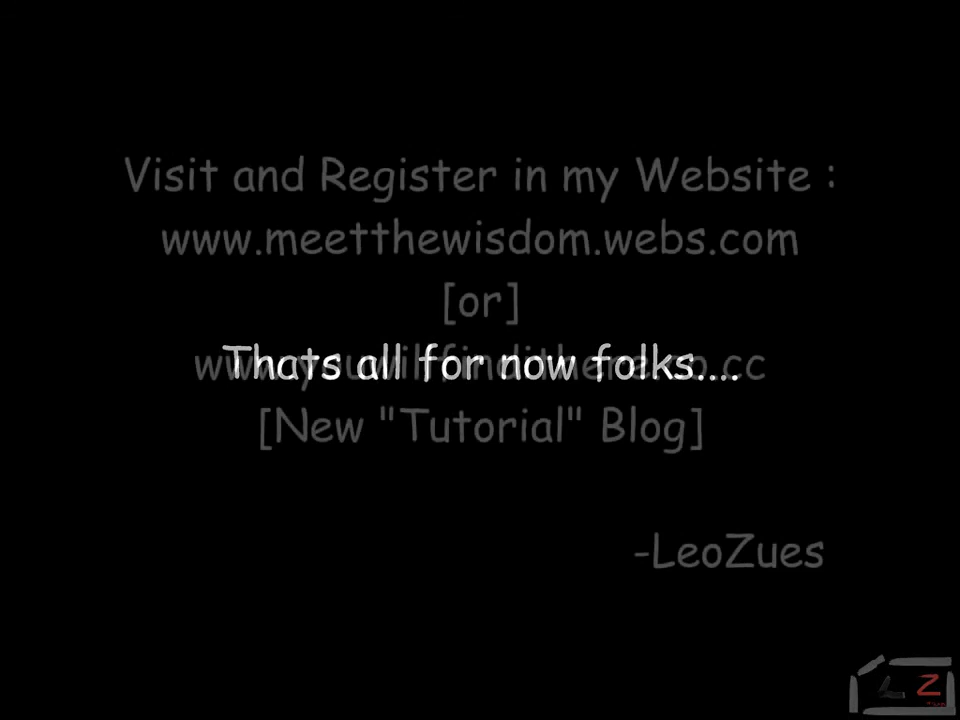 Visit and Register in my Website :
www.meetthewisdom.webs.com
[or]
Thats all for now folks....
[New "Tutorial" Blog]
-LeoZues
L Z